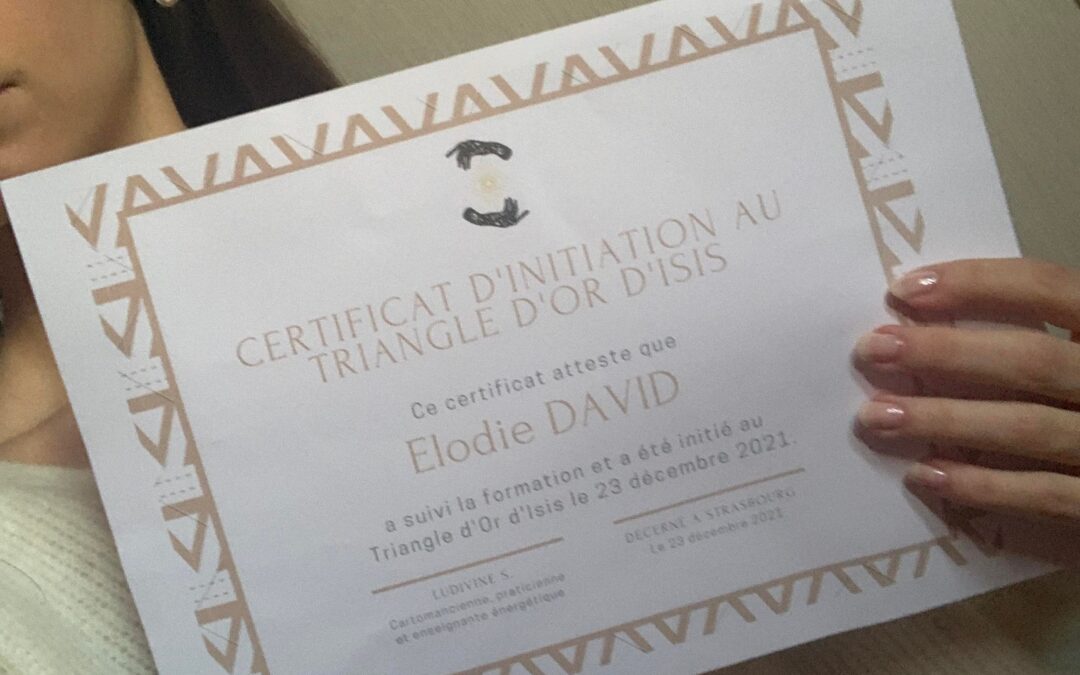 CERTIFICAT D'INITIATION AU
TRIANGLE D'OR D'ISIS
Ce certificat atteste que
Elodie DAVID
a suivi la formation et a été initié au
Triangle d'Or d'Isis le 23 décembre 2021.
LUDIVINE S.
Cartomancienne, praticienne
et enseignante énergétique
DECERNE A STRASBOURG
Le 23 décembre 2021